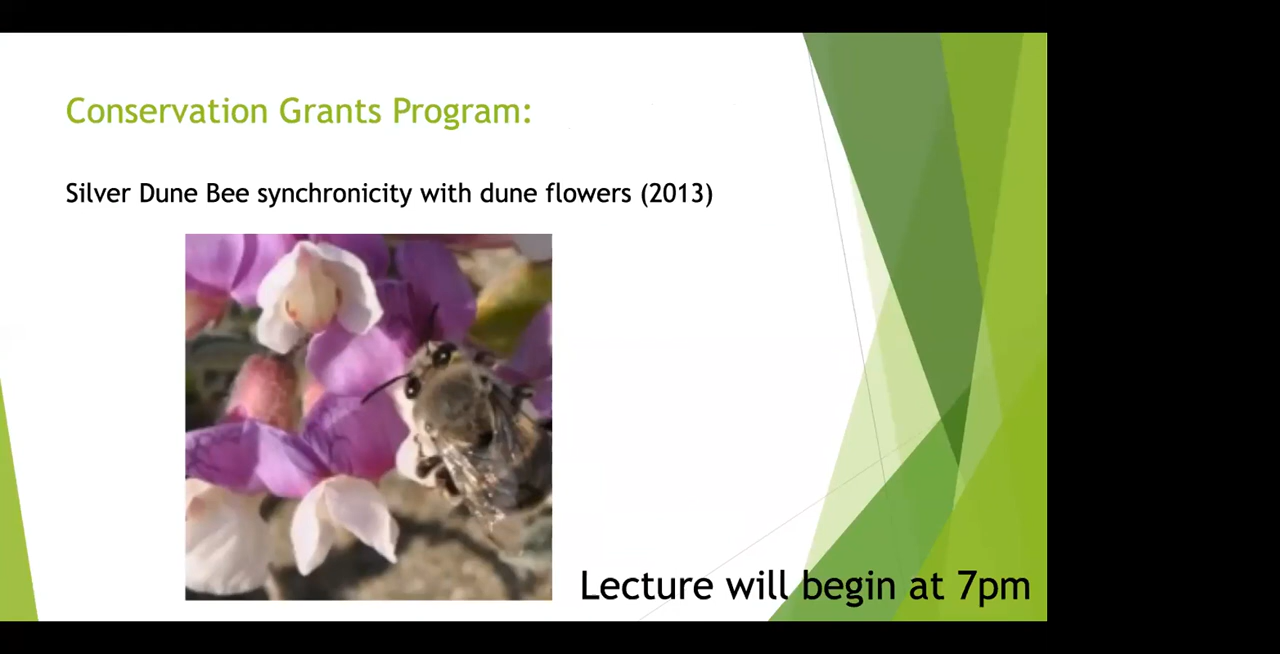 Conservation Grants Program:
Silver Dune Bee synchronicity with dune flowers (2013)
Lecture will begin at 7pm